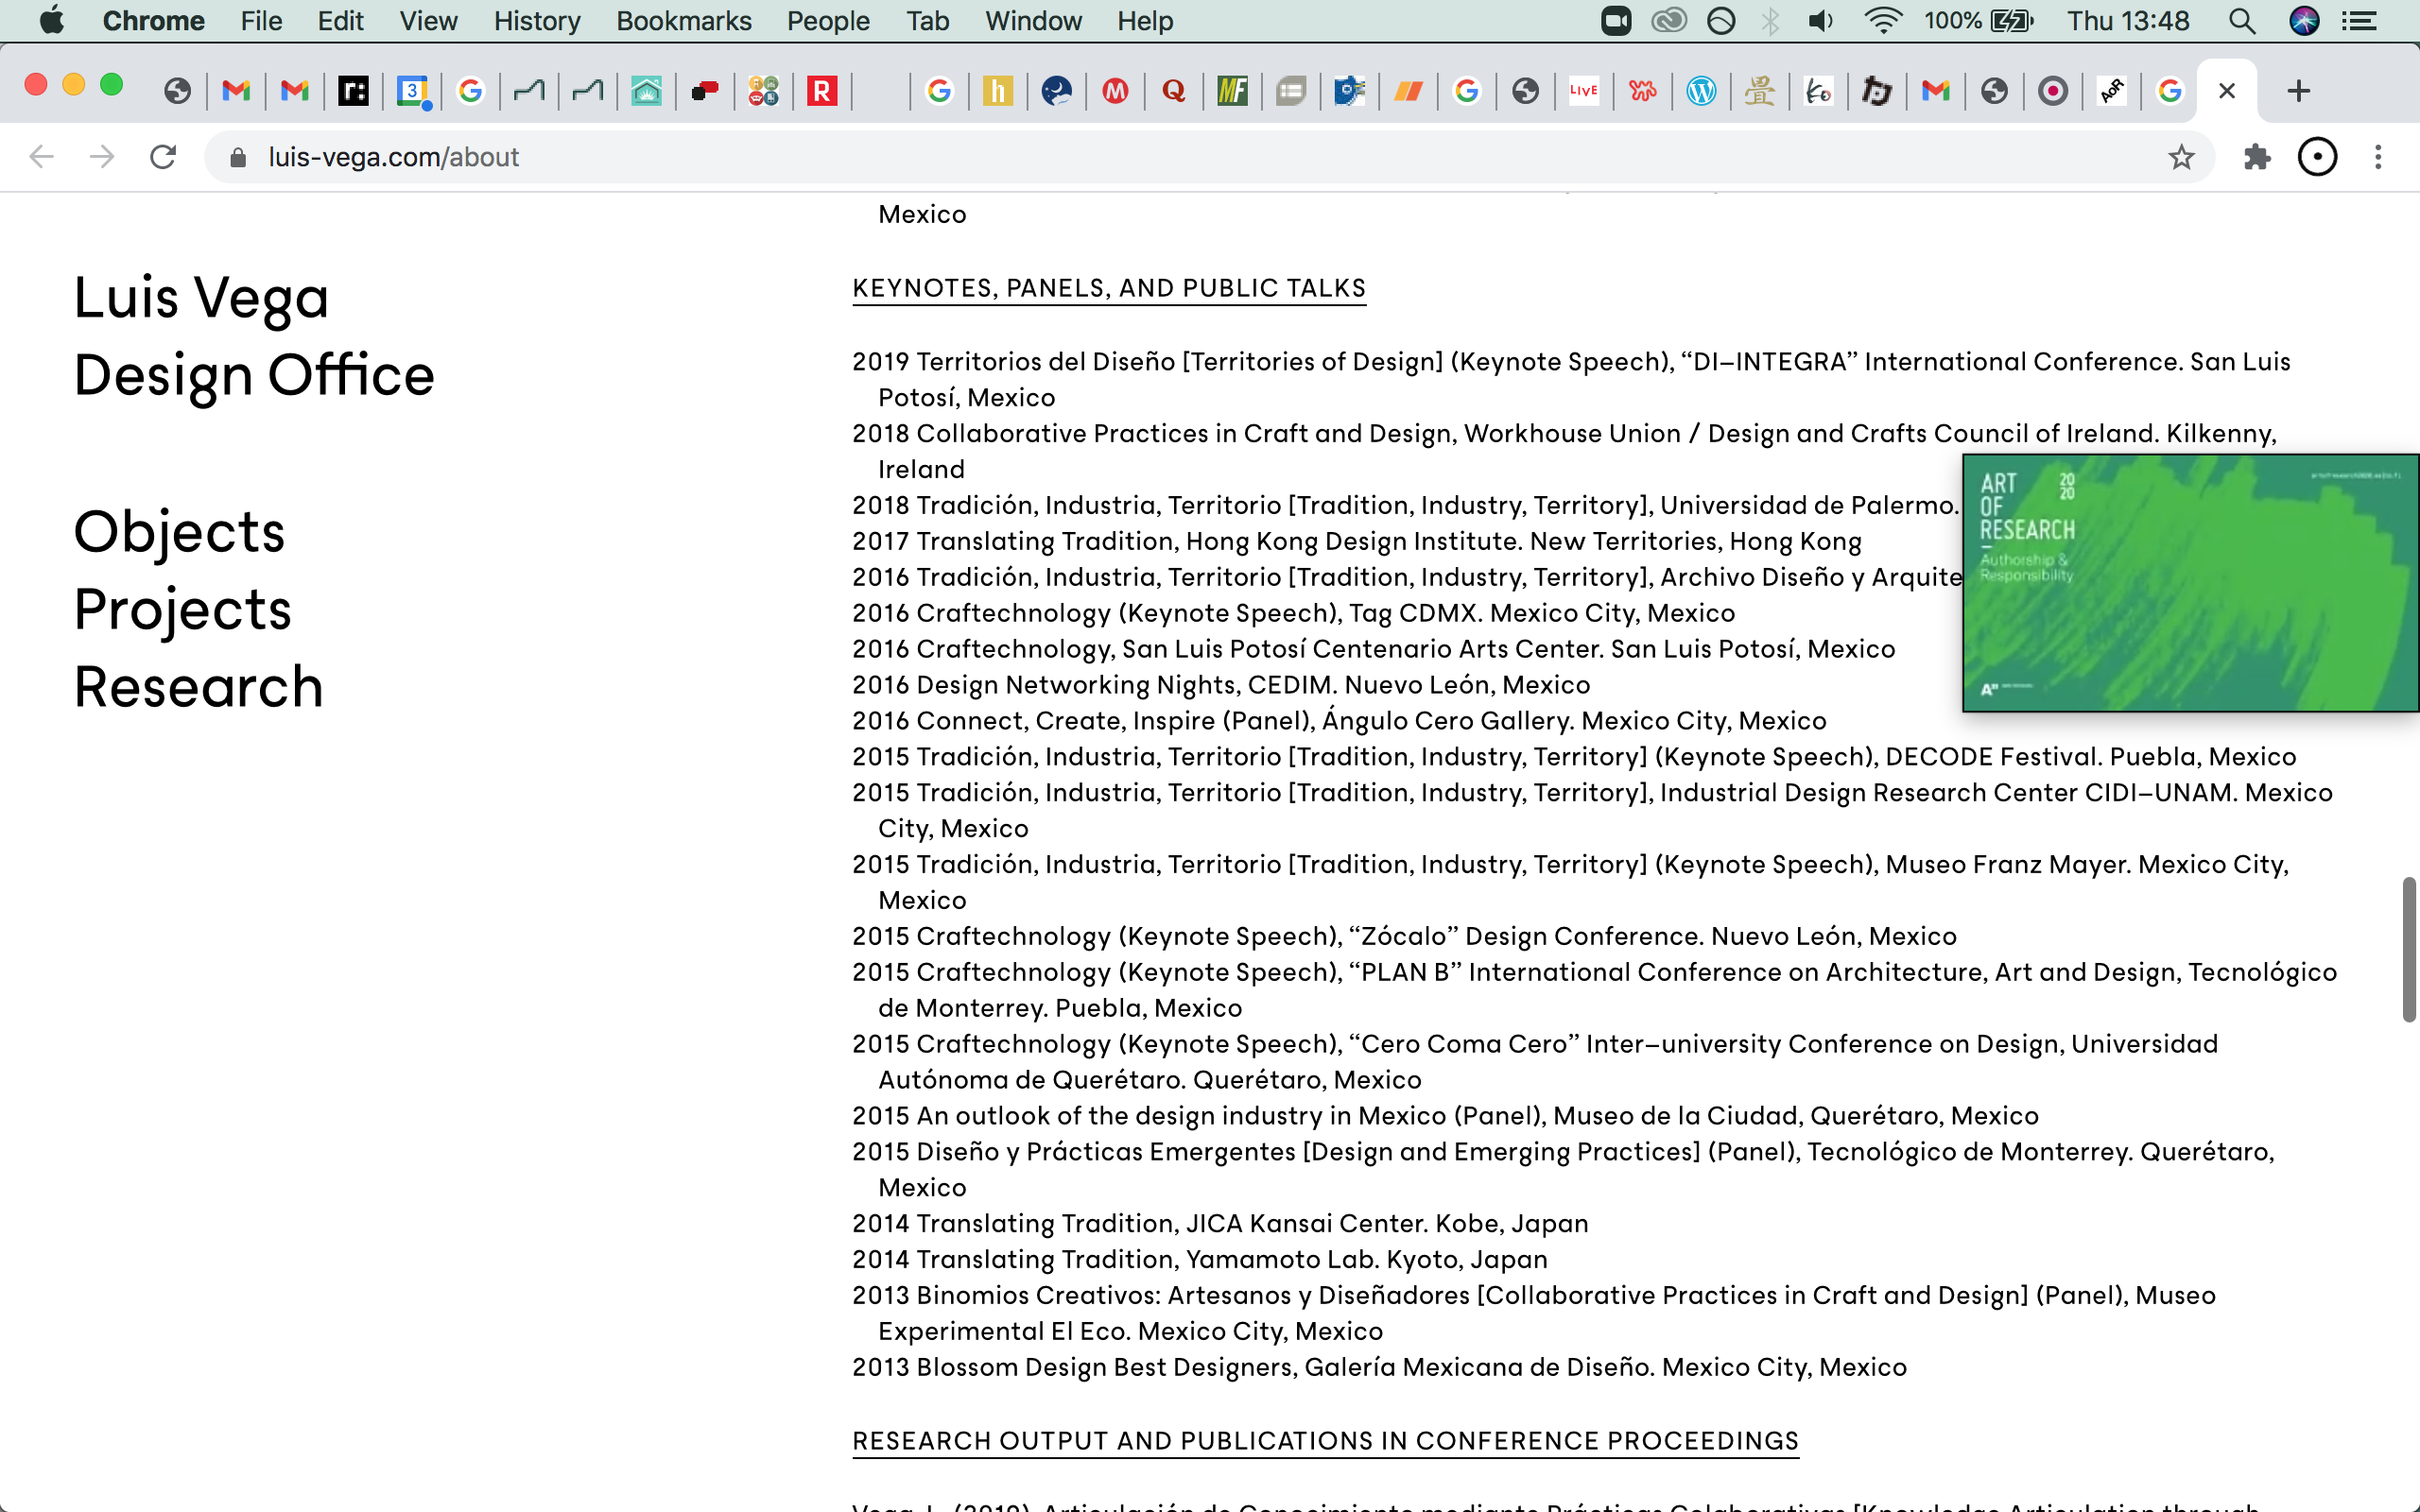 Chrome File Edit View History Bookmarks People Tab Window Help 100% Thu 13:48
luis-vega.com/about
Luis Vega
Design Office
Objects
Projects
Research
Mexico
KEYNOTES, PANELS, AND PUBLIC TALKS
2019 Territorios del Diseño [Territories of Design] (Keynote Speech), “DI–INTEGRA” International Conference. San Luis
Potosí, Mexico
2018 Collaborative Practices in Craft and Design, Workhouse Union / Design and Crafts Council of Ireland. Kilkenny,
Ireland
2018 Tradición, Industria, Territorio [Tradition, Industry, Territory], Universidad de Palermo.
2017 Translating Tradition, Hong Kong Design Institute. New Territories, Hong Kong
2016 Tradición, Industria, Territorio [Tradition, Industry, Territory], Archivo Diseño y Arquite
2016 Craftechnology (Keynote Speech), Tag CDMX. Mexico City, Mexico
2016 Craftechnology, San Luis Potosí Centenario Arts Center. San Luis Potosí, Mexico
2016 Design Networking Nights, CEDIM. Nuevo León, Mexico
2016 Connect, Create, Inspire (Panel), Ángulo Cero Gallery. Mexico City, Mexico
2015 Tradición, Industria, Territorio [Tradition, Industry, Territory] (Keynote Speech), DECODE Festival. Puebla, Mexico
2015 Tradición, Industria, Territorio [Tradition, Industry, Territory], Industrial Design Research Center CIDI–UNAM. Mexico
City, Mexico
2015 Tradición, Industria, Territorio [Tradition, Industry, Territory] (Keynote Speech), Museo Franz Mayer. Mexico City,
Mexico
2015 Craftechnology (Keynote Speech), “Zócalo” Design Conference. Nuevo León, Mexico
2015 Craftechnology (Keynote Speech), “PLAN B” International Conference on Architecture, Art and Design, Tecnológico
de Monterrey. Puebla, Mexico
2015 Craftechnology (Keynote Speech), “Cero Coma Cero” Inter–university Conference on Design, Universidad
Autónoma de Querétaro. Querétaro, Mexico
2015 An outlook of the design industry in Mexico (Panel), Museo de la Ciudad, Querétaro, Mexico
2015 Diseño y Prácticas Emergentes [Design and Emerging Practices] (Panel), Tecnológico de Monterrey. Querétaro,
Mexico
2014 Translating Tradition, JICA Kansai Center. Kobe, Japan
2014 Translating Tradition, Yamamoto Lab. Kyoto, Japan
2013 Binomios Creativos: Artesanos y Diseñadores [Collaborative Practices in Craft and Design] (Panel), Museo
Experimental El Eco. Mexico City, Mexico
2013 Blossom Design Best Designers, Galería Mexicana de Diseño. Mexico City, Mexico
RESEARCH OUTPUT AND PUBLICATIONS IN CONFERENCE PROCEEDINGS
Vega, L. (2019). Articulación de Conocimiento mediante Prácticas Colaborativas [Knowledge Articulation through
ART 20
OF 20
RESEARCH
Authorship &
Responsibility
A"